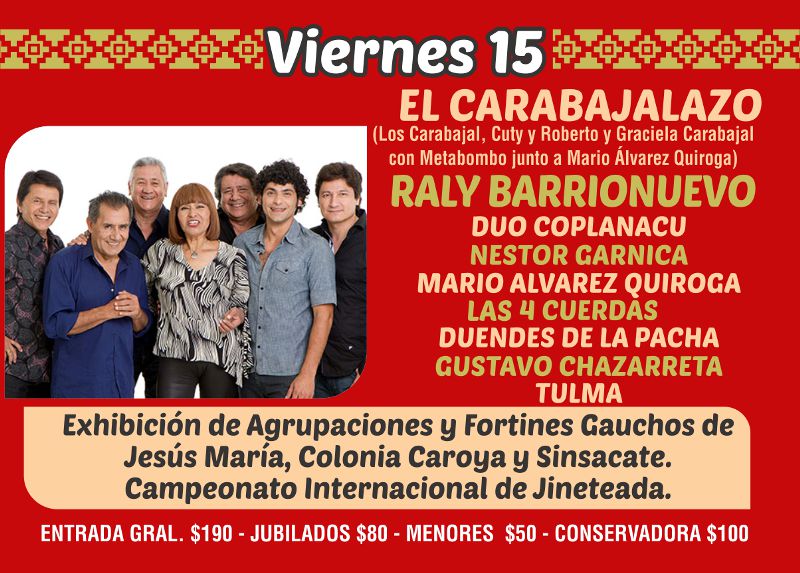 Viernes 15
EL CARABAJALAZO
(Los Carabajal, Cuty y Roberto y Graciela Carabajal
con Metabombo junto a Mario Álvarez Quiroga)
RALY BARRIONUEVO
DUO COPLANACU
NESTOR GARNICA
MARIO ALVAREZ QUIROGA
LAS 4 CUERDAS
DUENDES DE LA PACHA
GUSTAVO CHAZARRETA
TULMA
Exhibición de Agrupaciones y Fortines Gauchos de
Jesús María, Colonia Caroya y Sinsacate.
Campeonato Internacional de Jineteada.
ENTRADA GRAL. $190 - JUBILADOS $80 - MENORES $50 - CONSERVADORA $100